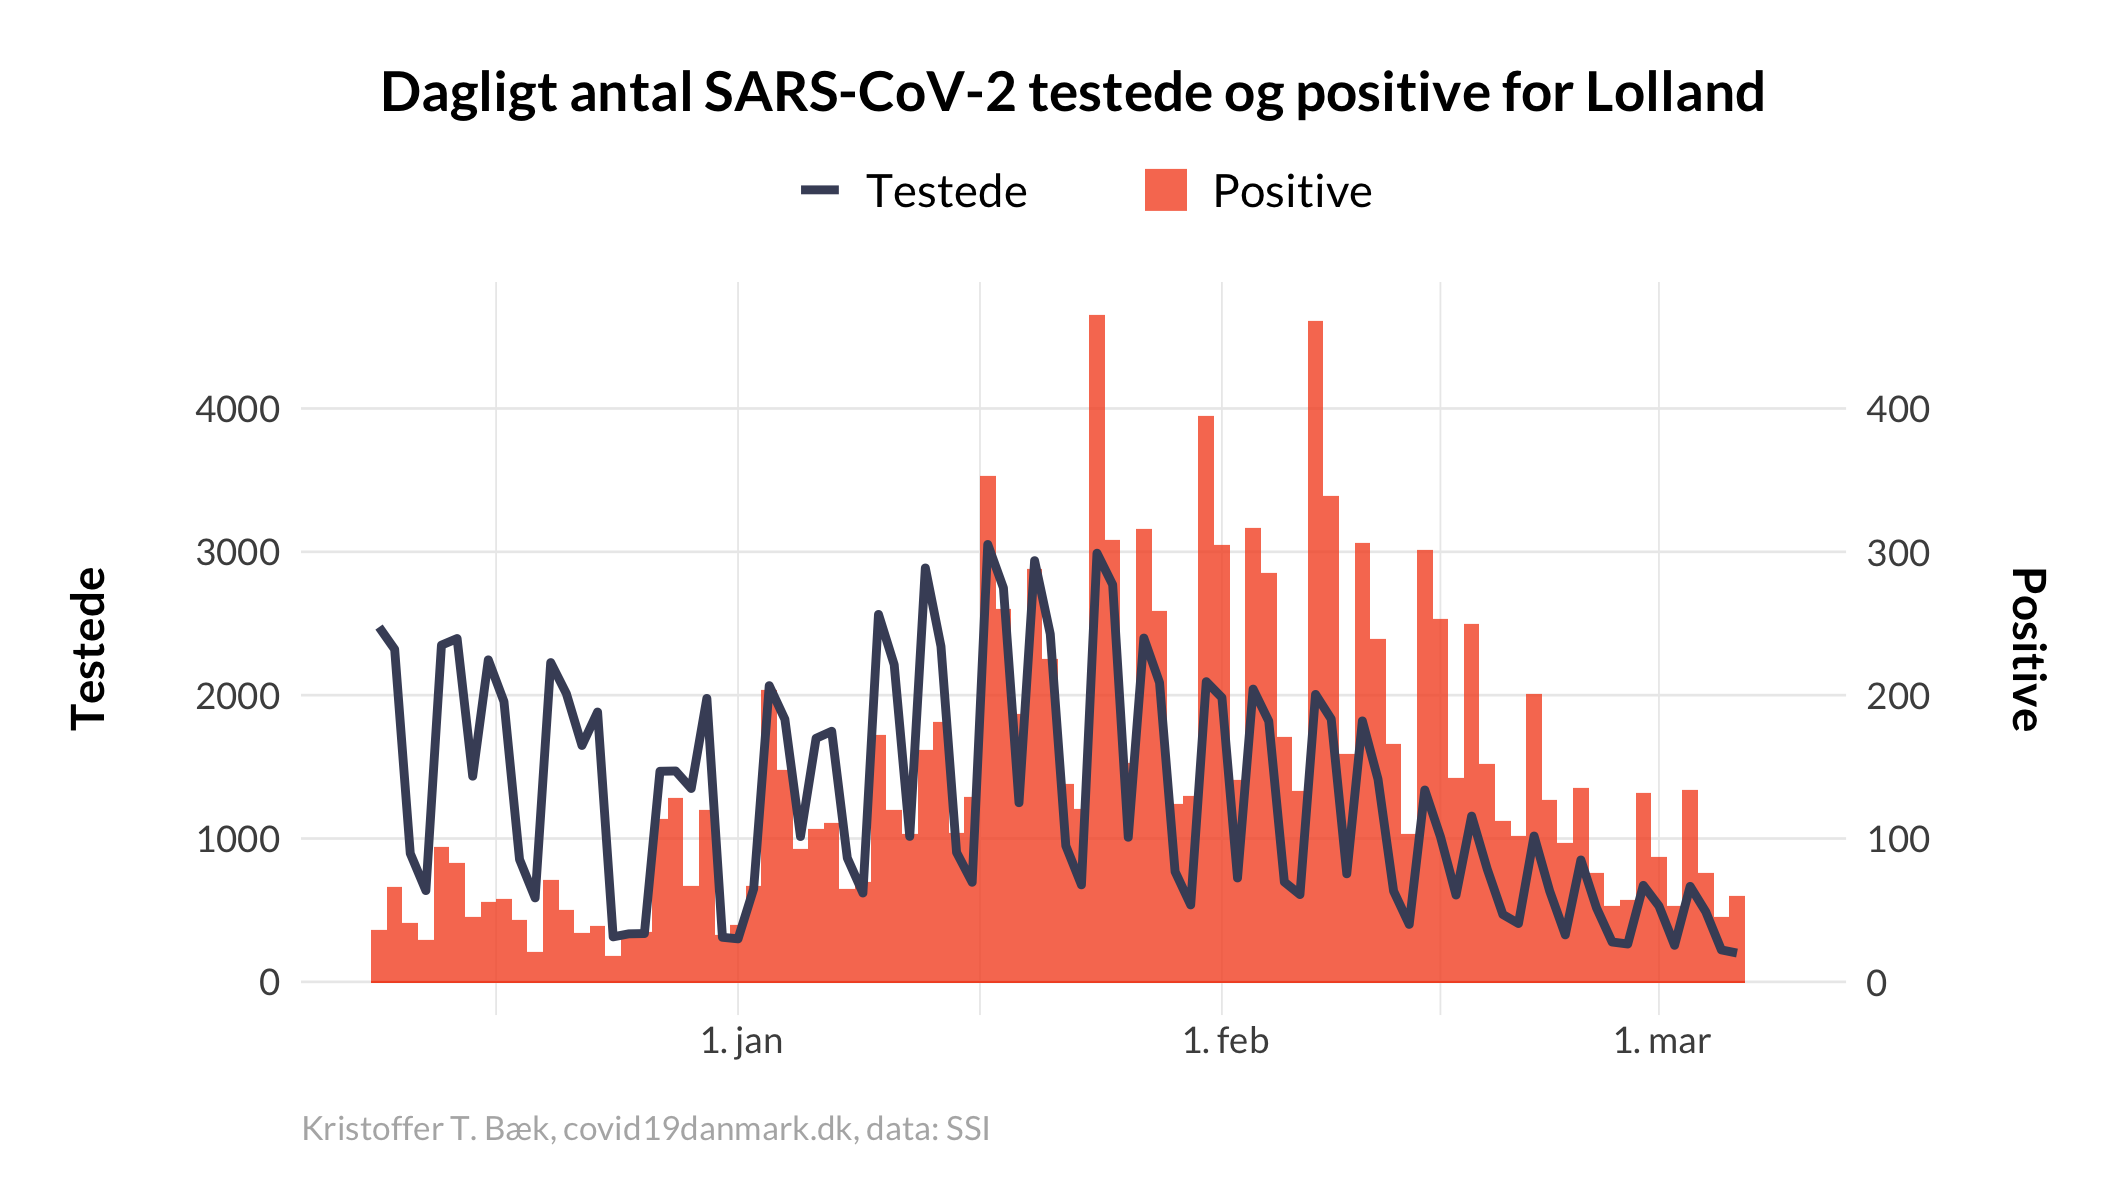 Dagligt antal SARS-CoV-2 testede og positive for Lolland
Testede Positive
4000 400
3000 300
2000 200
1000 100
0 0
Testede
Positive
1. jan 1. feb 1. mar
Kristoffer T. Bæk, covid19danmark.dk, data: SSI